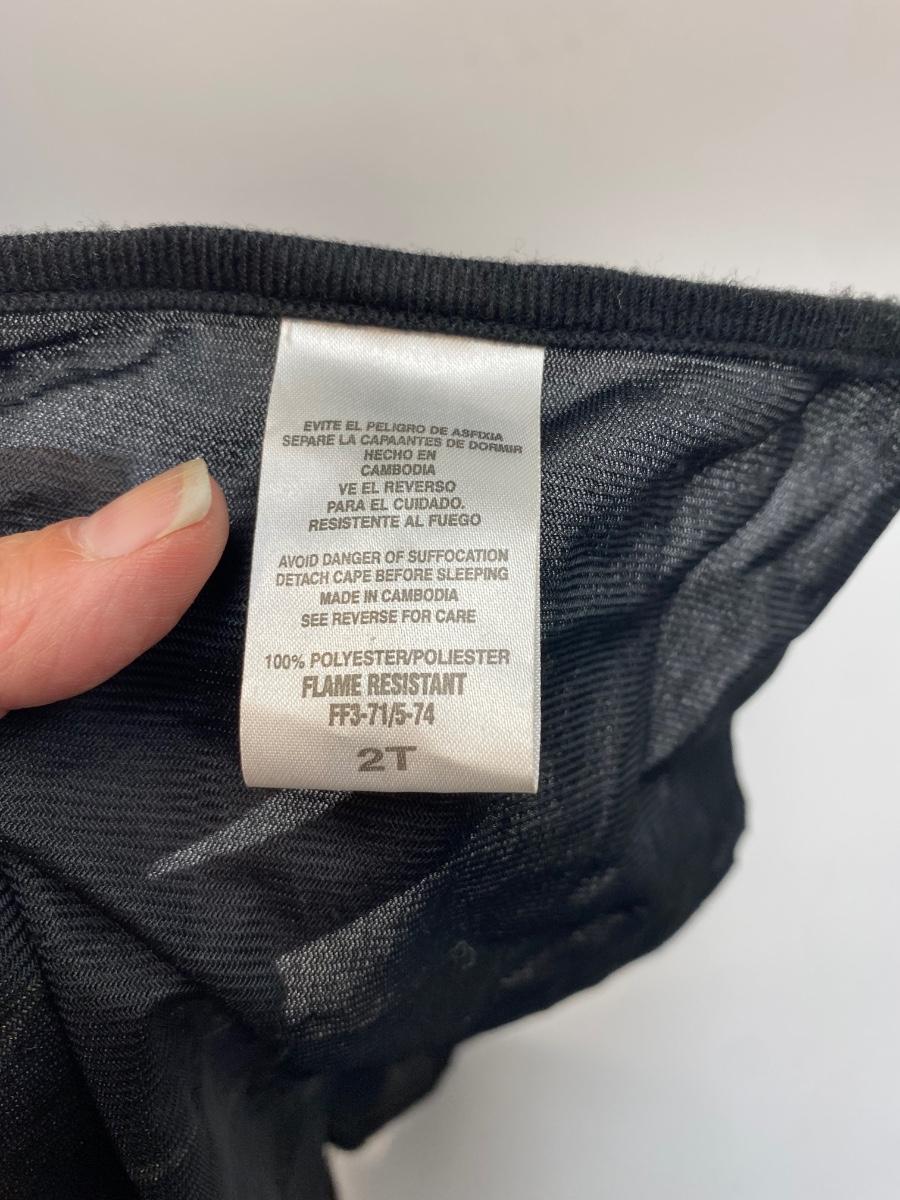 EVITE EL PELIGRO DE ASFIXIA
SEPARE LA CAPAANTES DE DORMIR
HECHO EN
CAMBODIA
VE EL REVERSO
PARA EL CUIDADO.
RESISTENTE AL FUEGO
AVOID DANGER OF SUFFOCATION
DETACH CAPE BEFORE SLEEPING
MADE IN CAMBODIA
SEE REVERSE FOR CARE
100% POLYESTER/POLIESTER
FLAME RESISTANT
FF3-71/5-74
2T